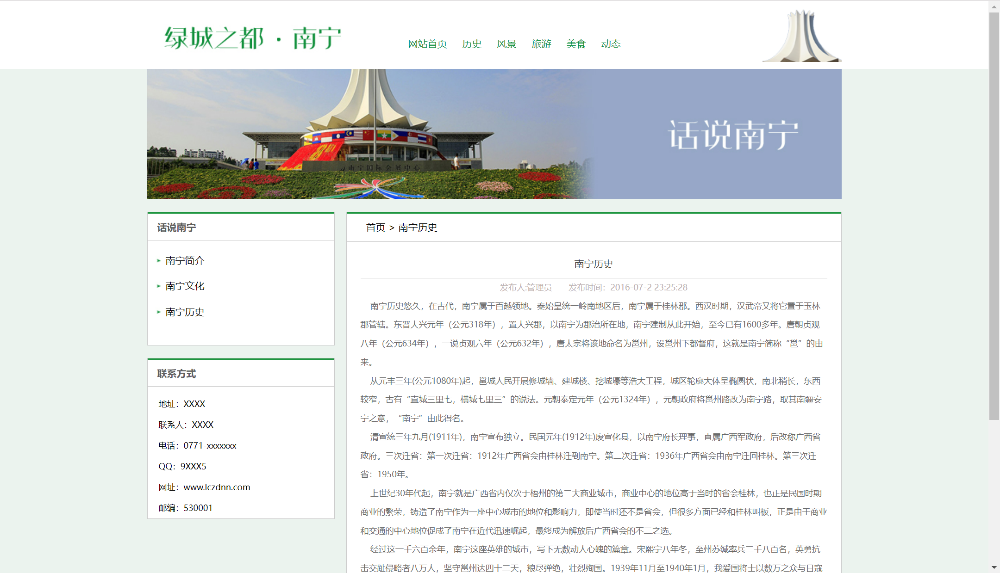 绿城之都·南宁
网站首页 历史 风景 旅游 美食 动态
话说南宁
南宁国际会展中心
话说南宁
南宁简介
南宁文化
南宁历史
联系方式
地址：XXXX
联系人：XXXX
电话：0771-xxxxxxx
QQ：9XXX5
网址：www.lczdnn.com
邮编：530001
首页 > 南宁历史
南宁历史
发布人:管理员 发布时间：2016-07-2 23:25:28
南宁历史悠久，在古代，南宁属于百越领地。秦始皇统一岭南地区后，南宁属于桂林郡。西汉时期，汉武帝又将它置于玉林
郡管辖。东晋大兴元年（公元318年），置大兴郡，以南宁为郡治所在地，南宁建制从此开始，至今已有1600多年。唐朝贞观
八年（公元634年），一说贞观六年（公元632年），唐太宗将该地命名为邕州，设邕州下都督府，这就是南宁简称“邕”的由
来。
从元丰三年(公元1080年)起，邕城人民开展修城墙、建城楼、挖城壕等浩大工程，城区轮廓大体呈椭圆状，南北稍长，东西
较窄，古有“直城三里七，横城七里三”的说法。元朝泰定元年（公元1324年），元朝政府将邕州路改为南宁路，取其南疆安
宁之意，“南宁”由此得名。
清宣统三年九月(1911年)，南宁宣布独立。民国元年(1912年)废宣化县，以南宁府长理事，直属广西军政府，后改称广西省
政府。三次迁省：第一次迁省：1912年广西省会由桂林迁到南宁。第二次迁省：1936年广西省会由南宁迁回桂林。第三次迁
省：1950年。
上世纪30年代起，南宁就是广西省内仅次于梧州的第二大商业城市，商业中心的地位高于当时的省会桂林，也正是民国时期
商业的繁荣，铸造了南宁作为一座中心城市的地位和影响力，即使当时还不是省会，但很多方面已经和桂林叫板，正是由于商业
和交通的中心地位促成了南宁在近代迅速崛起，最终成为解放后广西省会的不二之选。
经过这一千六百余年，南宁这座英雄的城市，写下无数动人心魄的篇章。宋熙宁八年冬，至州苏缄率兵二千八百名，英勇抗
击交趾侵略者八万人，坚守邕州达四十二天，粮尽弹绝，壮烈殉国。1939年11月至1940年1月，我爱国将士以数万之众与日寇